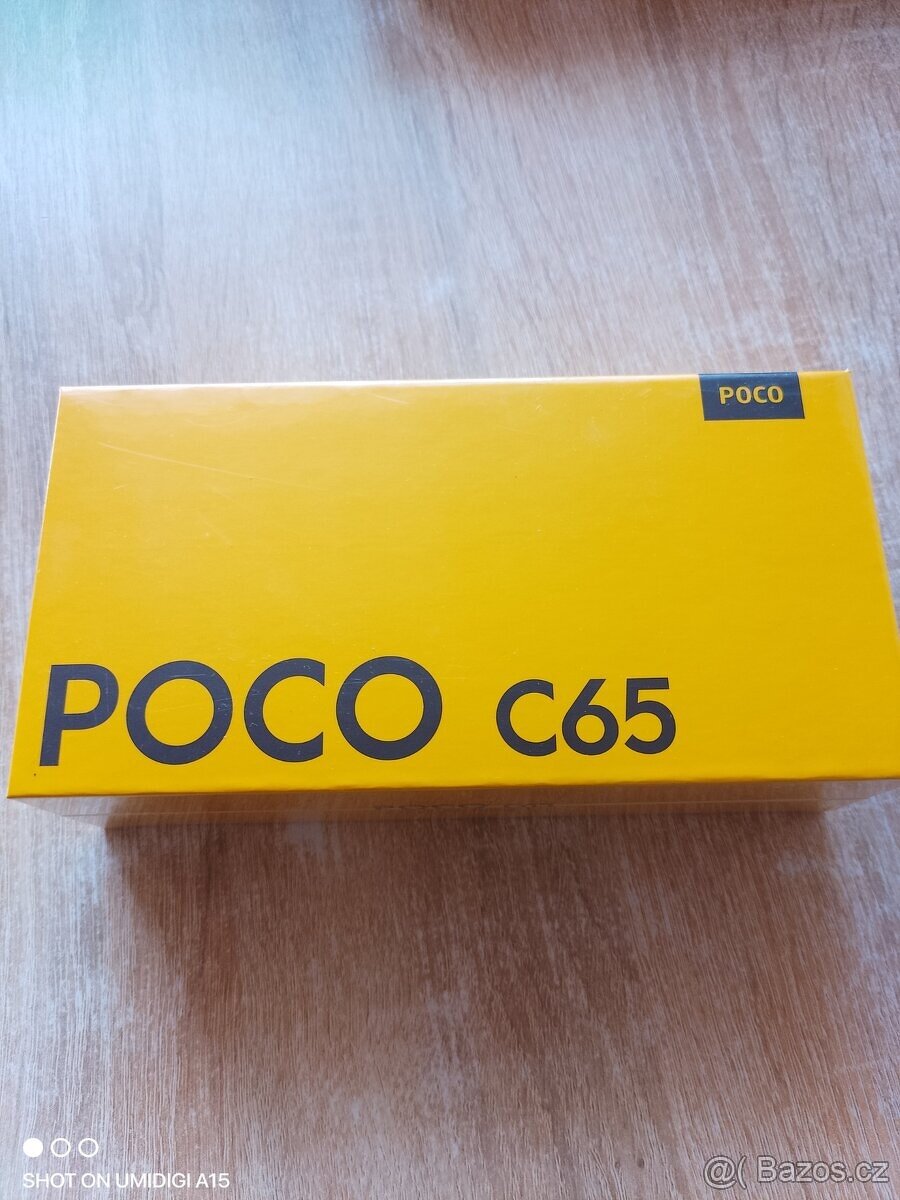 POCO
POCO C65
SHOT ON UMIDIGI A15
@( Bazos.cz